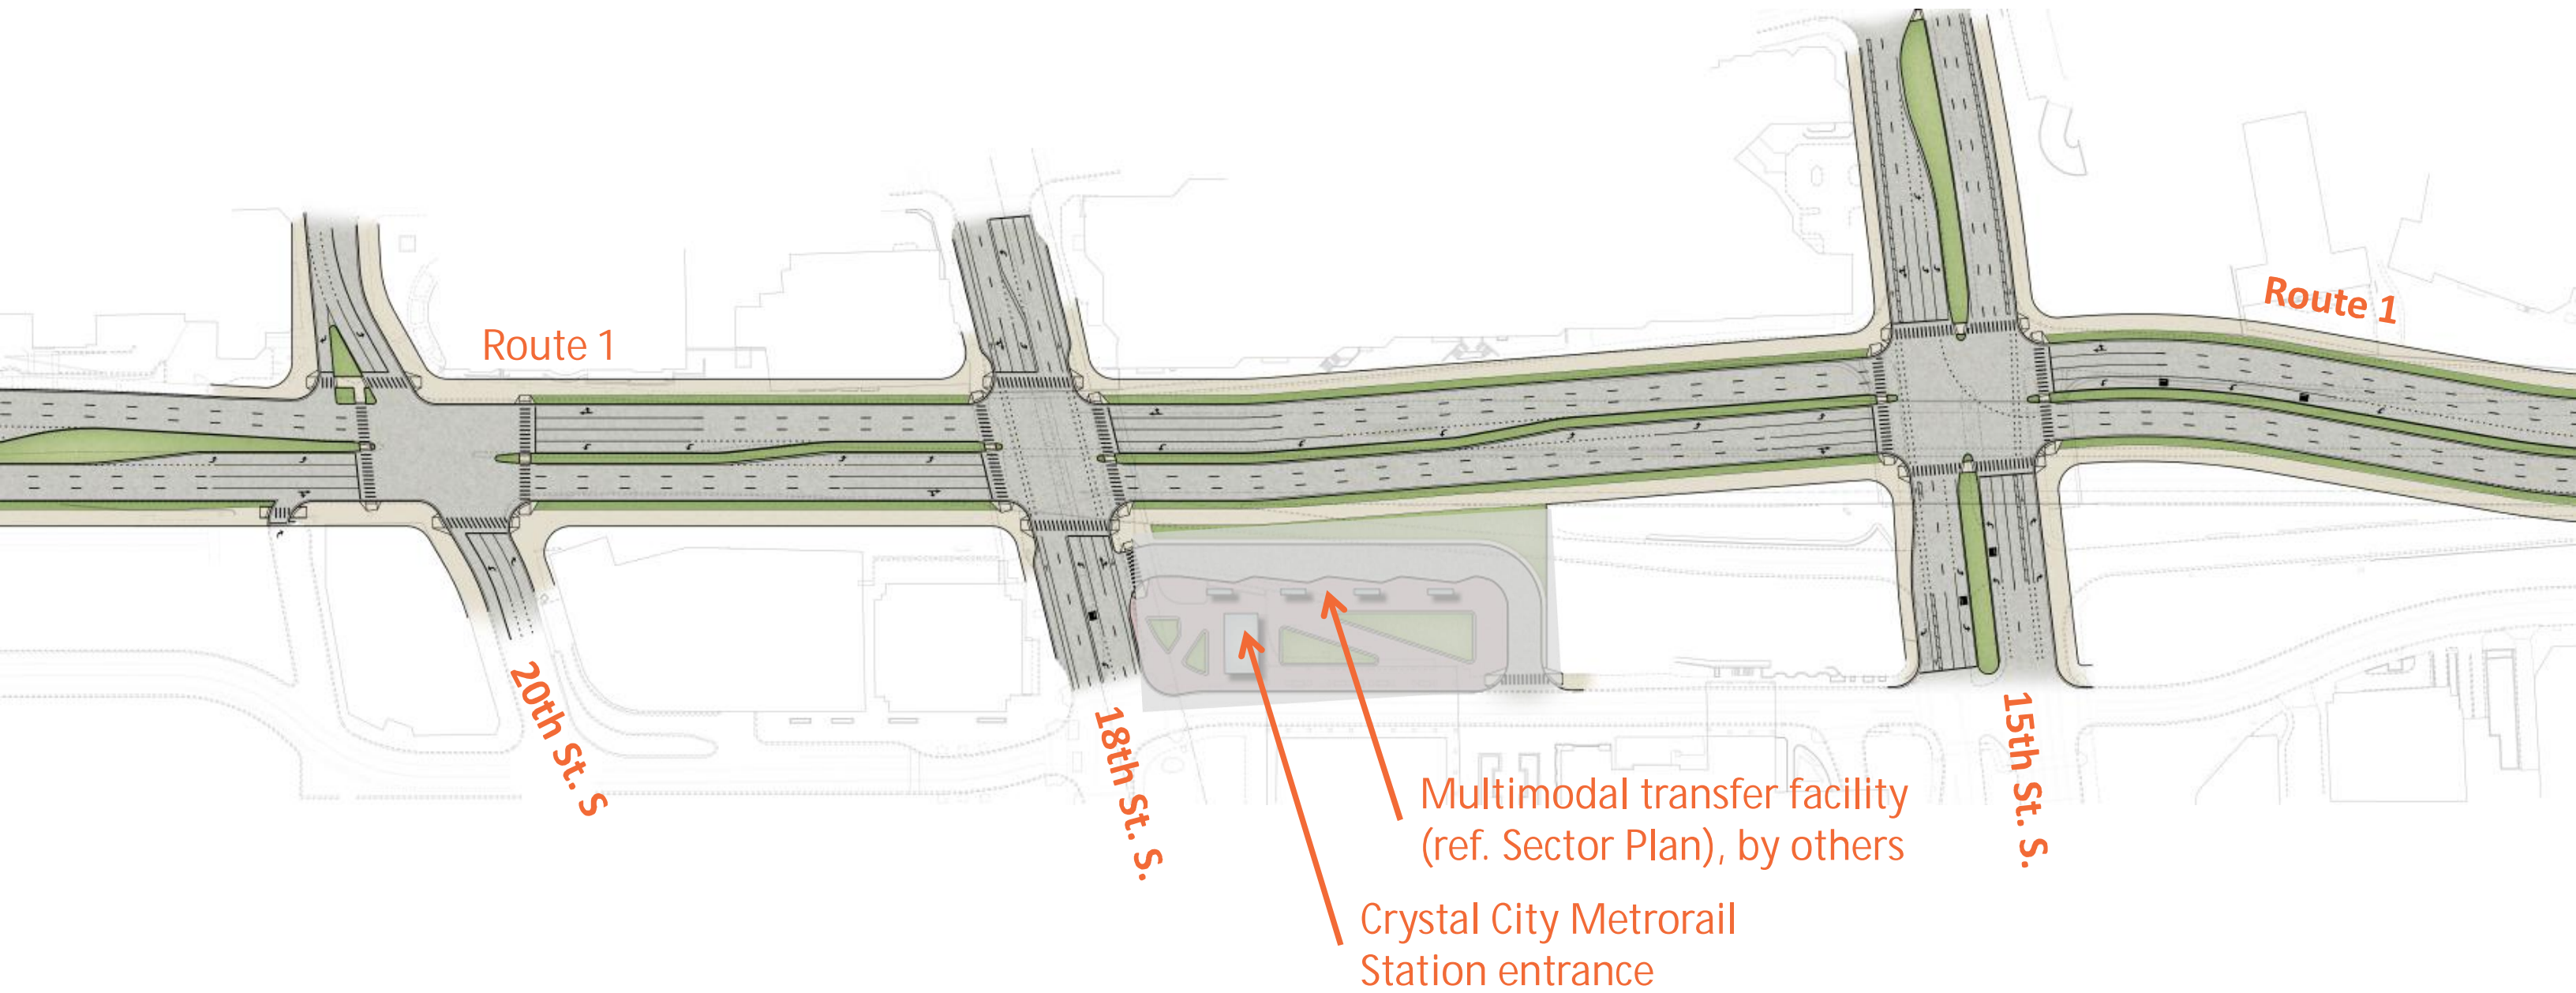 Route 1
Route 1
20th St. S
18th St. S.
15th St. S.
Multimodal transfer facility
(ref. Sector Plan), by others
Crystal City Metrorail
Station entrance